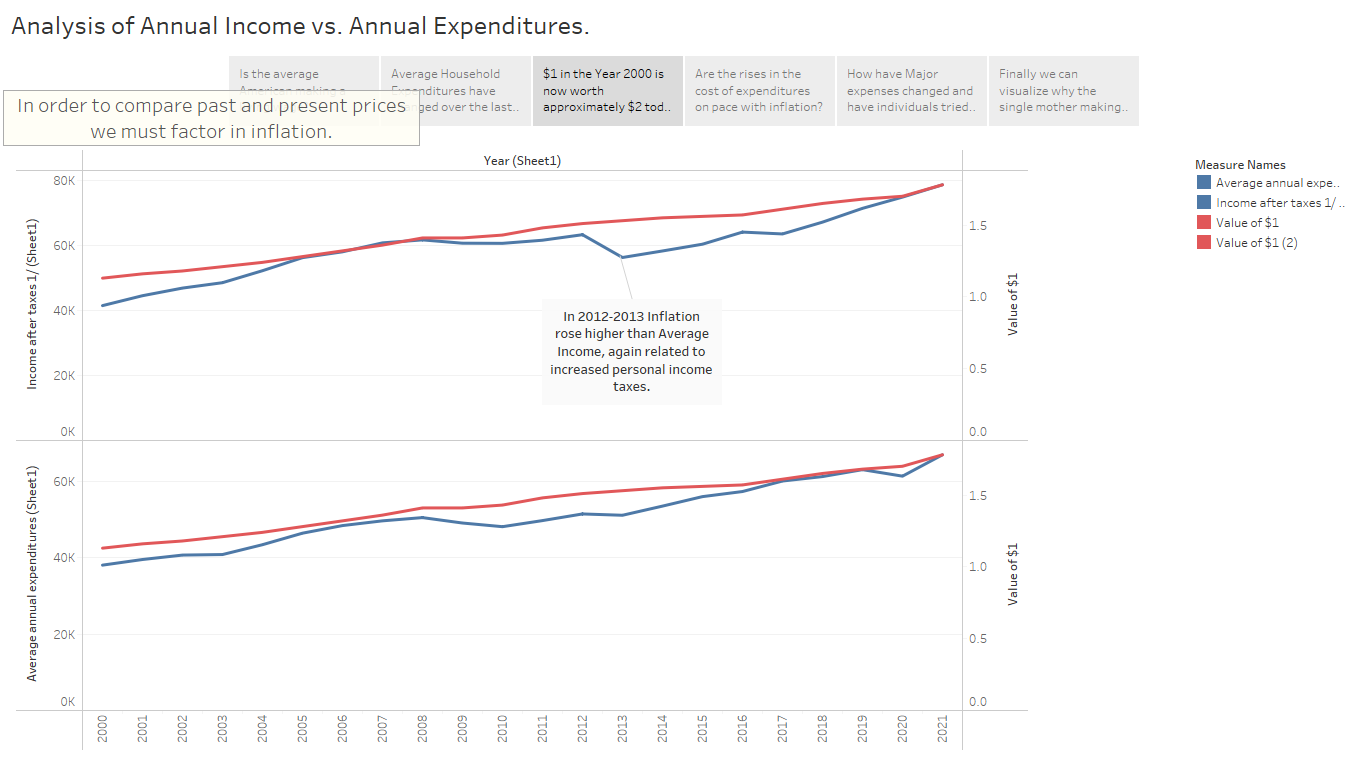 Analysis of Annual Income vs. Annual Expenditures.
Is the average
Average Household
Expenditures have
over the last..
$1 in the Year 2000 is
now worth
approximately $2 tod..
Are the rises in the
cost of expenditures
on pace with inflation?
How have Major
expenses changed and
have individuals tried..
Finally we can
visualize why the
single mother making..
In order to compare past and present prices
we must factor in inflation.
Year (Sheet1)
Income after taxes 1/ (Sheet1)
80K
60K
40K
20K
0K
1.5
1.0
0.5
0.0
Value of $1
In 2012-2013 Inflation
rose higher than Average
Income, again related to
increased personal income
taxes.
Average annual expenditures (Sheet1)
60K
40K
20K
0K
1.5
1.0
0.5
0.0
Value of $1
2000
2001
2002
2003
2004
2005
2006
2007
2008
2009
2010
2011
2012
2013
2014
2015
2016
2017
2018
2019
2020
2021
Measure Names
Average annual expe..
Income after taxes 1/ ..
Value of $1
Value of $1 (2)